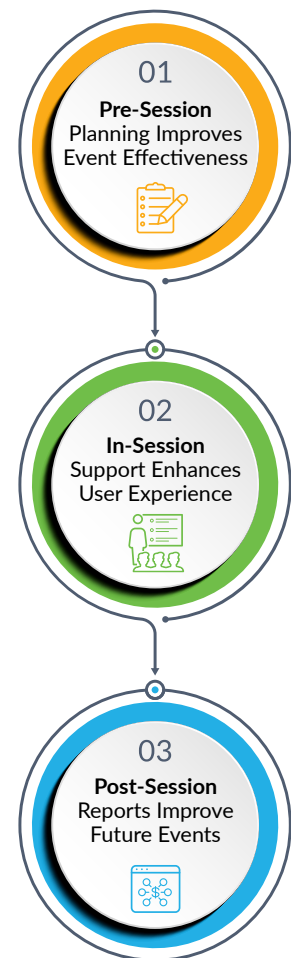 01
Pre-Session
Planning Improves
Event Effectiveness
02
In-Session
Support Enhances
User Experience
03
Post-Session
Reports Improve
Future Events
$